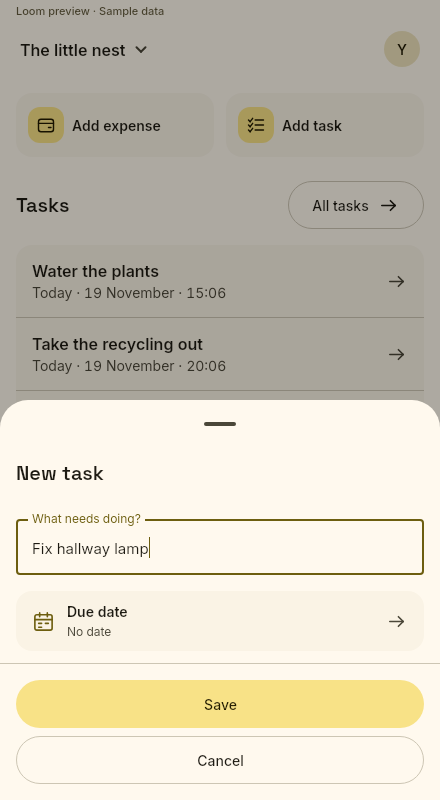 Loom preview · Sample data
The little nest
Y
Add expense
Add task
Tasks
All tasks
Water the plants
Today · 19 November · 15:06
Take the recycling out
Today · 19 November · 20:06
New task
What needs doing?
Fix hallway lamp
Due date
No date
Save
Cancel